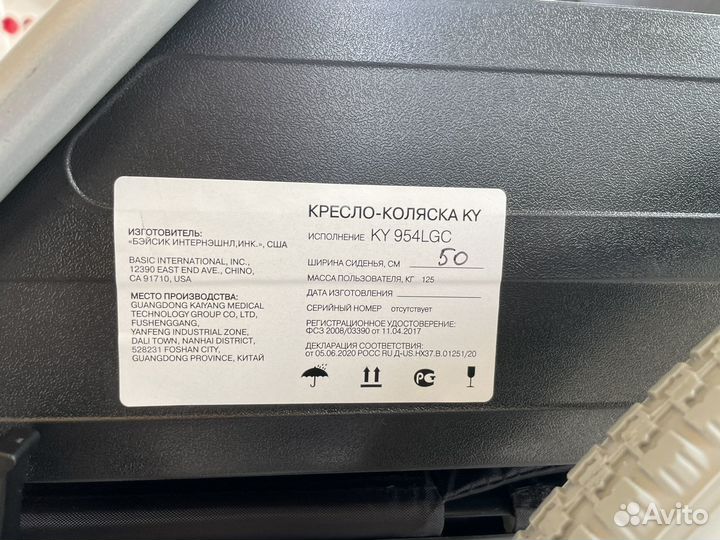 ИЗГОТОВИТЕЛЬ:
«БЭЙСИК ИНТЕРНЭШНЛ,ИНК.», США
BASIC INTERNATIONAL, INC.,
12390 EAST END AVE., CHINO,
CA 91710, USA
МЕСТО ПРОИЗВОДСТВА:
GUANGDONG KAIYANG MEDICAL
TECHNOLOGY GROUP CO, LTD,
FUSHENGGANG,
YANFENG INDUSTRIAL ZONE,
DALI TOWN, NANHAI DISTRICT,
528231 FOSHAN CITY,
GUANGDONG PROVINCE, КИТАЙ
КРЕСЛО-КОЛЯСКА KY
ИСПОЛНЕНИЕ KY 954LGC
ШИРИНА СИДЕНЬЯ, СМ 50
МАССА ПОЛЬЗОВАТЕЛЯ, КГ 125
ДАТА ИЗГОТОВЛЕНИЯ
СЕРИЙНЫЙ НОМЕР отсутствует
РЕГИСТРАЦИОННОЕ УДОСТОВЕРЕНИЕ:
ФСЗ 2008/03390 от 11.04.2017
ДЕКЛАРАЦИЯ СООТВЕТСТВИЯ:
от 05.06.2020 РОСС RU Д-US.НХ37.В.01251/20
Avito